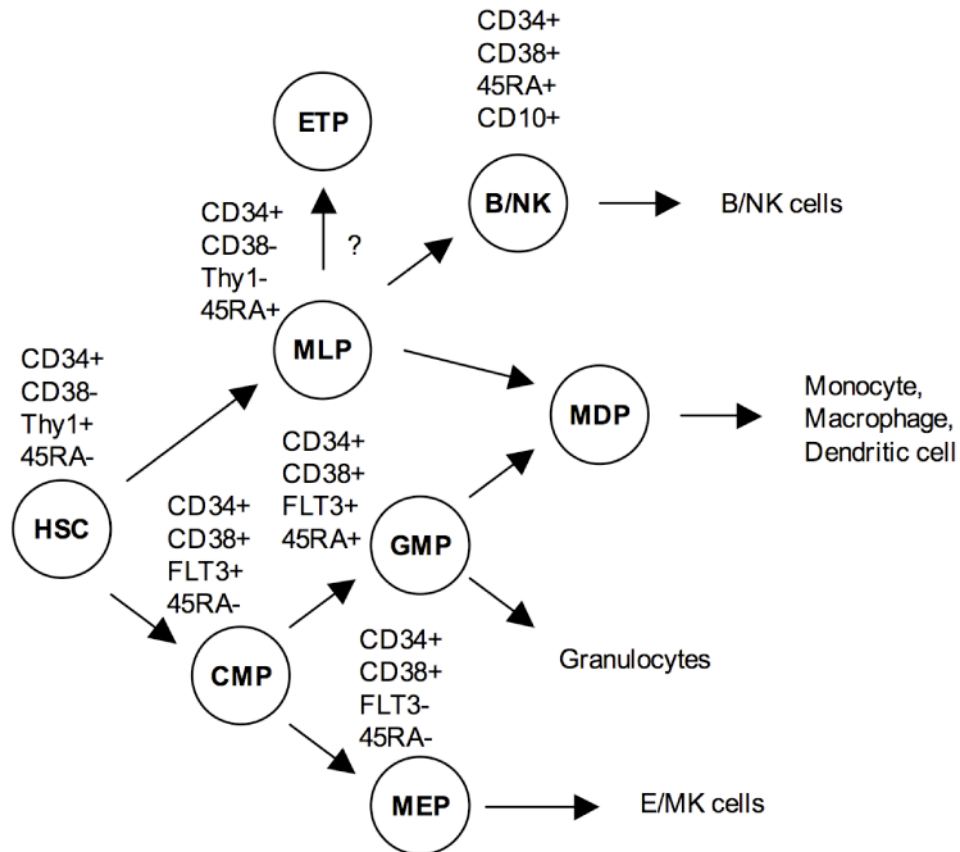 CD34+
CD38+
45RA+
CD10+
ETP
B/NK
B/NK cells
CD34+
CD38-
Thy1-
45RA+
?
MLP
CD34+
CD38-
Thy1+
45RA-
HSC
MDP
Monocyte,
Macrophage,
Dendritic cell
CD34+
CD38+
FLT3+
45RA+
GMP
CD34+
CD38+
FLT3+
45RA-
CMP
Granulocytes
CD34+
CD38+
FLT3-
45RA-
MEP
E/MK cells